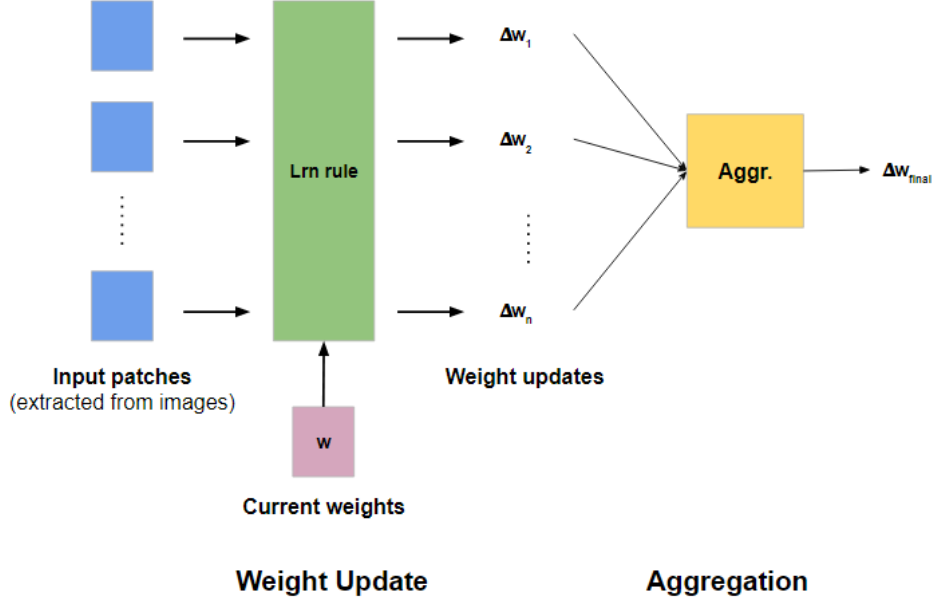 Δw1
Δw2
Lrn rule
Aggr.
Δwfinal
Δwn
Input patches
(extracted from images)
Weight updates
w
Current weights
Weight Update
Aggregation